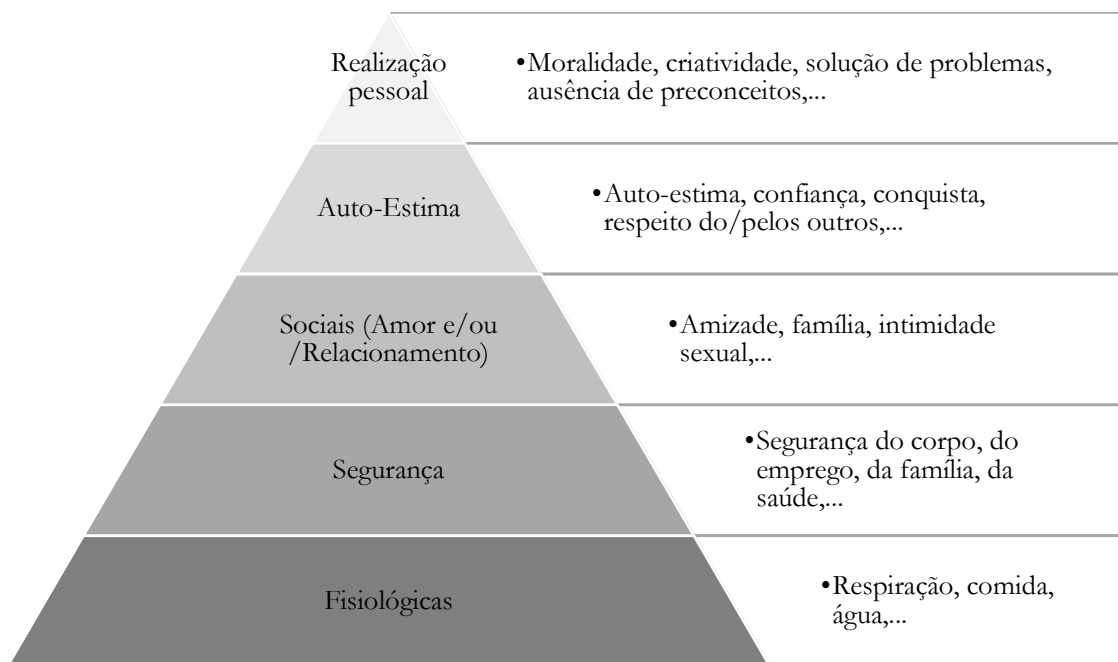 Realização
pessoal
•Moralidade, criatividade, solução de problemas,
ausência de preconceitos,...
Auto-Estima
•Auto-estima, confiança, conquista,
respeito do/pelos outros,...
Sociais (Amor e/ou
/Relacionamento)
•Amizade, família, intimidade
sexual,...
Segurança
•Segurança do corpo, do
emprego, da família, da
saúde,...
Fisiológicas
•Respiração, comida,
água,...